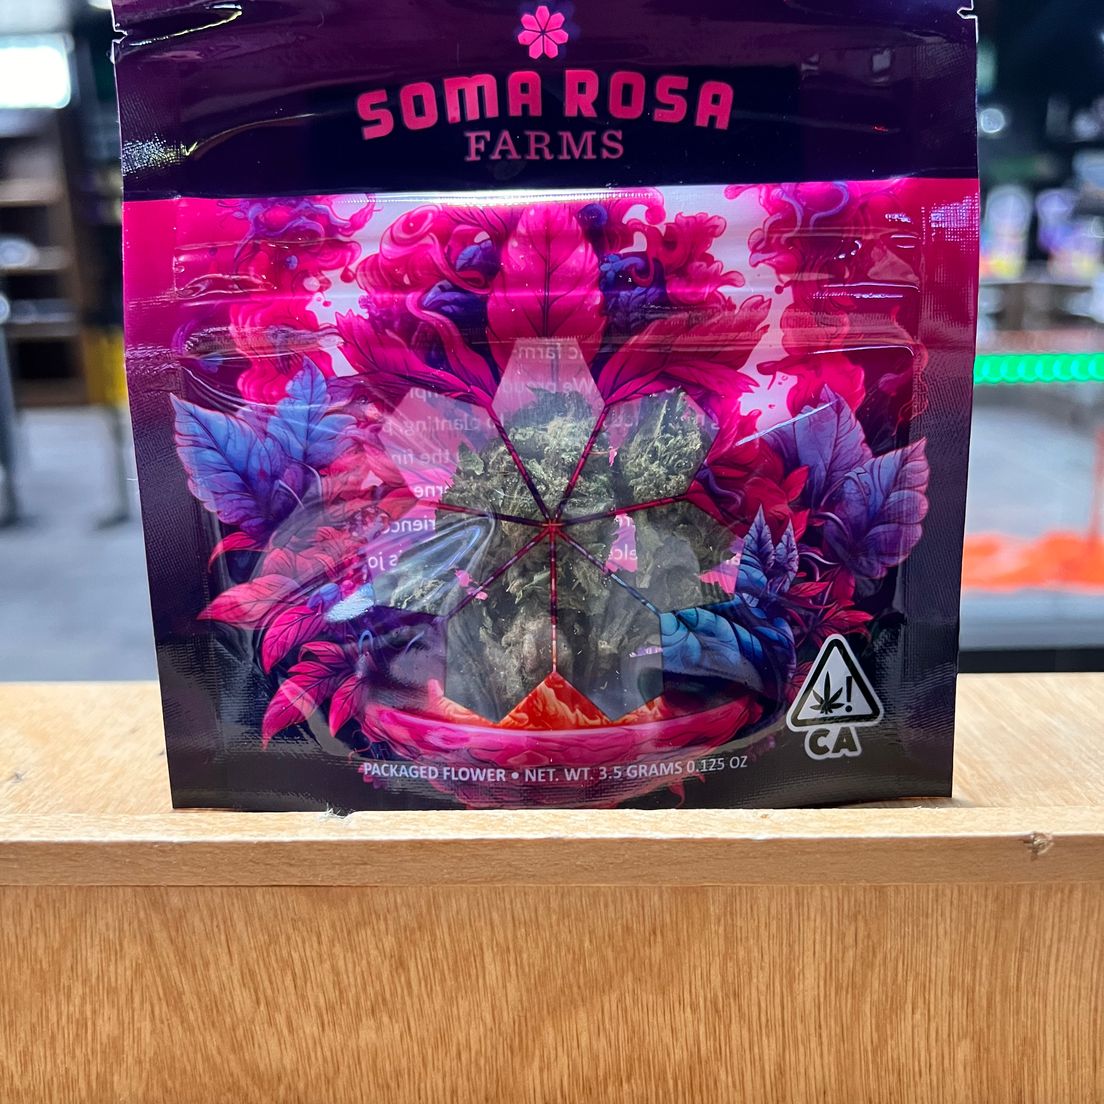 SOMA ROSA
FARMS
PACKAGED FLOWER • NET. WT. 3.5 GRAMS 0.125 OZ
!
CA